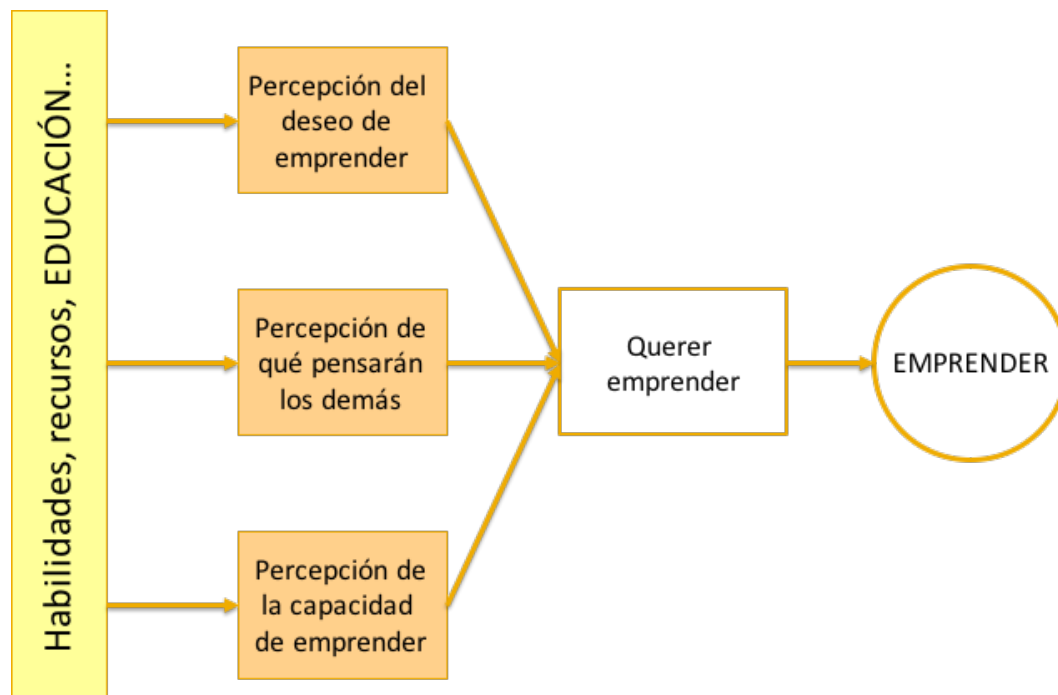 Habilidades, recursos, EDUCACIÓN...
Percepción del
deseo de
emprender
Percepción de
qué pensarán
los demás
Percepción de
la capacidad
de emprender
Querer
emprender
EMPRENDER